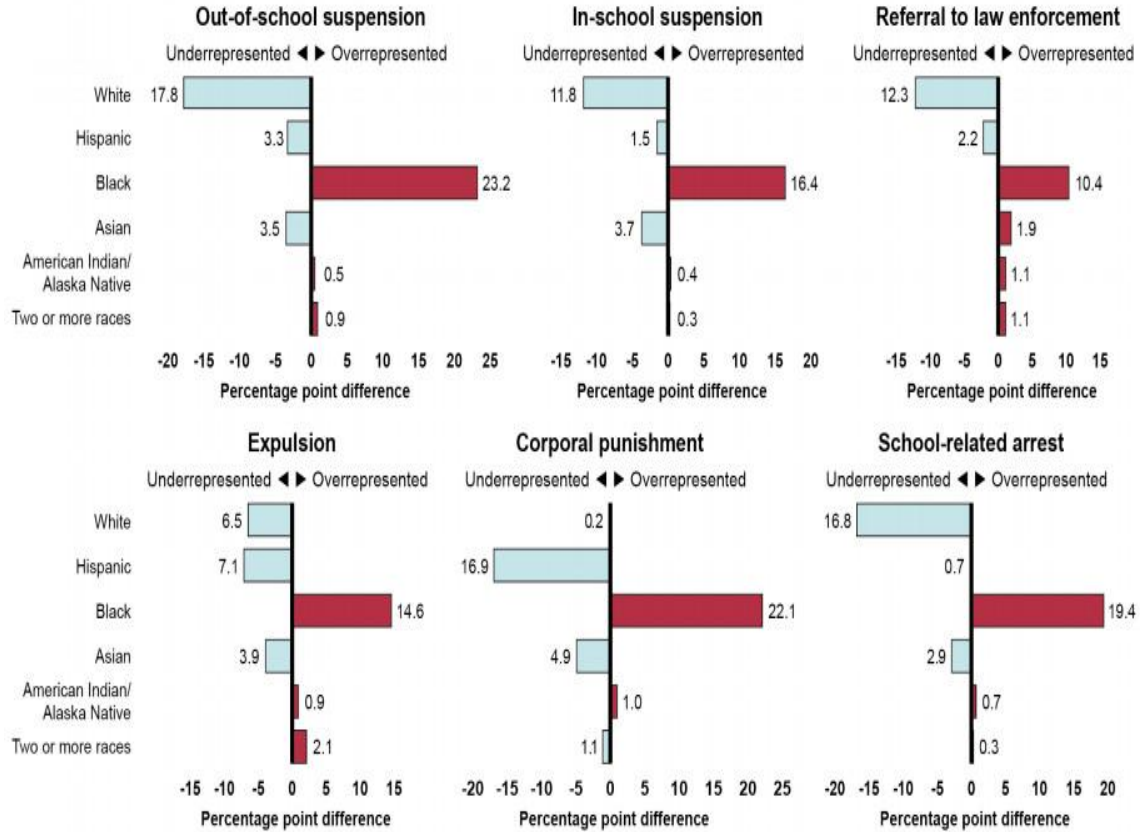 Out-of-school suspension
Underrepresented ◄ ► Overrepresented
White 17.8
Hispanic 3.3
Black 23.2
Asian 3.5
American Indian/
Alaska Native 0.5
Two or more races 0.9
-20 -15 -10 -5 0 5 10 15 20 25
Percentage point difference
In-school suspension
Underrepresented ◄ ► Overrepresented
11.8
1.5
16.4
3.7
0.4
0.3
-15 -10 -5 0 5 10 15 20
Percentage point difference
Referral to law enforcement
Underrepresented ◄ ► Overrepresented
12.3
2.2
10.4
1.9
1.1
1.1
-15 -10 -5 0 5 10 15
Percentage point difference
Expulsion
Underrepresented ◄ ► Overrepresented
White 6.5
Hispanic 7.1
Black 14.6
Asian 3.9
American Indian/
Alaska Native 0.9
Two or more races 2.1
-15 -10 -5 0 5 10 15
Percentage point difference
Corporal punishment
Underrepresented ◄ ► Overrepresented
0.2
16.9
22.1
4.9
1.0
1.1
-20 -15 -10 -5 0 5 10 15 20 25
Percentage point difference
School-related arrest
Underrepresented ◄ ► Overrepresented
16.8
0.7
19.4
2.9
0.7
0.3
-20 -15 -10 -5 0 5 10 15 20
Percentage point difference